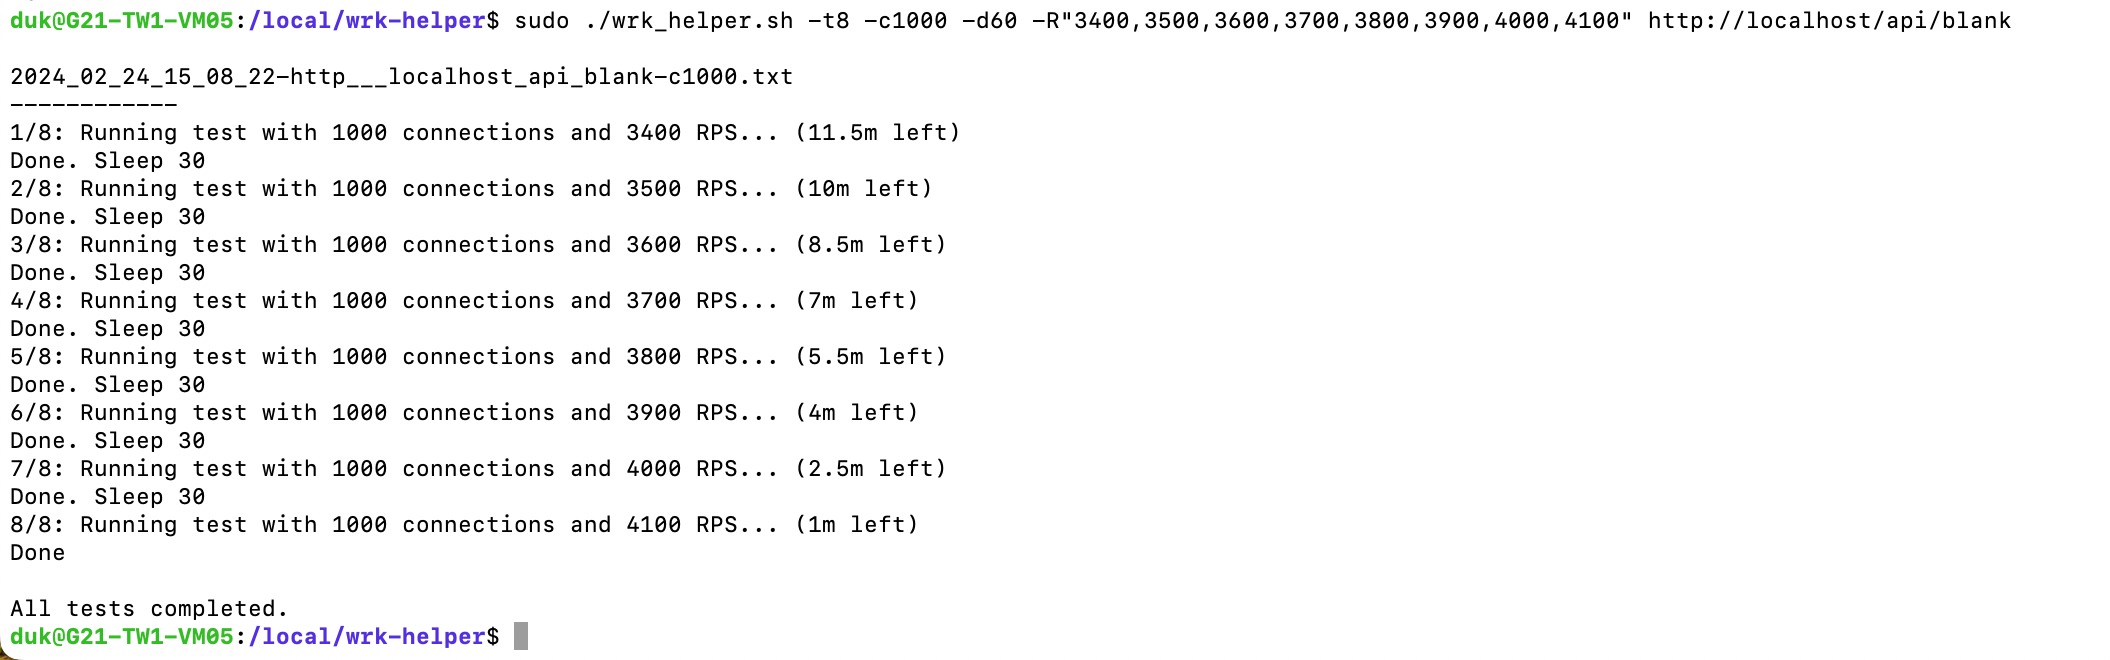 duk@G21-TW1-VM05:/local/wrk-helper$ sudo ./wrk_helper.sh -t8 -c1000 -d60 -R"3400,3500,3600,3700,3800,3900,4000,4100" http://localhost/api/blank
2024_02_24_15_08_22-http___localhost_api_blank-c1000.txt
------------
1/8: Running test with 1000 connections and 3400 RPS... (11.5m left)
Done. Sleep 30
2/8: Running test with 1000 connections and 3500 RPS... (10m left)
Done. Sleep 30
3/8: Running test with 1000 connections and 3600 RPS... (8.5m left)
Done. Sleep 30
4/8: Running test with 1000 connections and 3700 RPS... (7m left)
Done. Sleep 30
5/8: Running test with 1000 connections and 3800 RPS... (5.5m left)
Done. Sleep 30
6/8: Running test with 1000 connections and 3900 RPS... (4m left)
Done. Sleep 30
7/8: Running test with 1000 connections and 4000 RPS... (2.5m left)
Done. Sleep 30
8/8: Running test with 1000 connections and 4100 RPS... (1m left)
Done
All tests completed.
duk@G21-TW1-VM05:/local/wrk-helper$